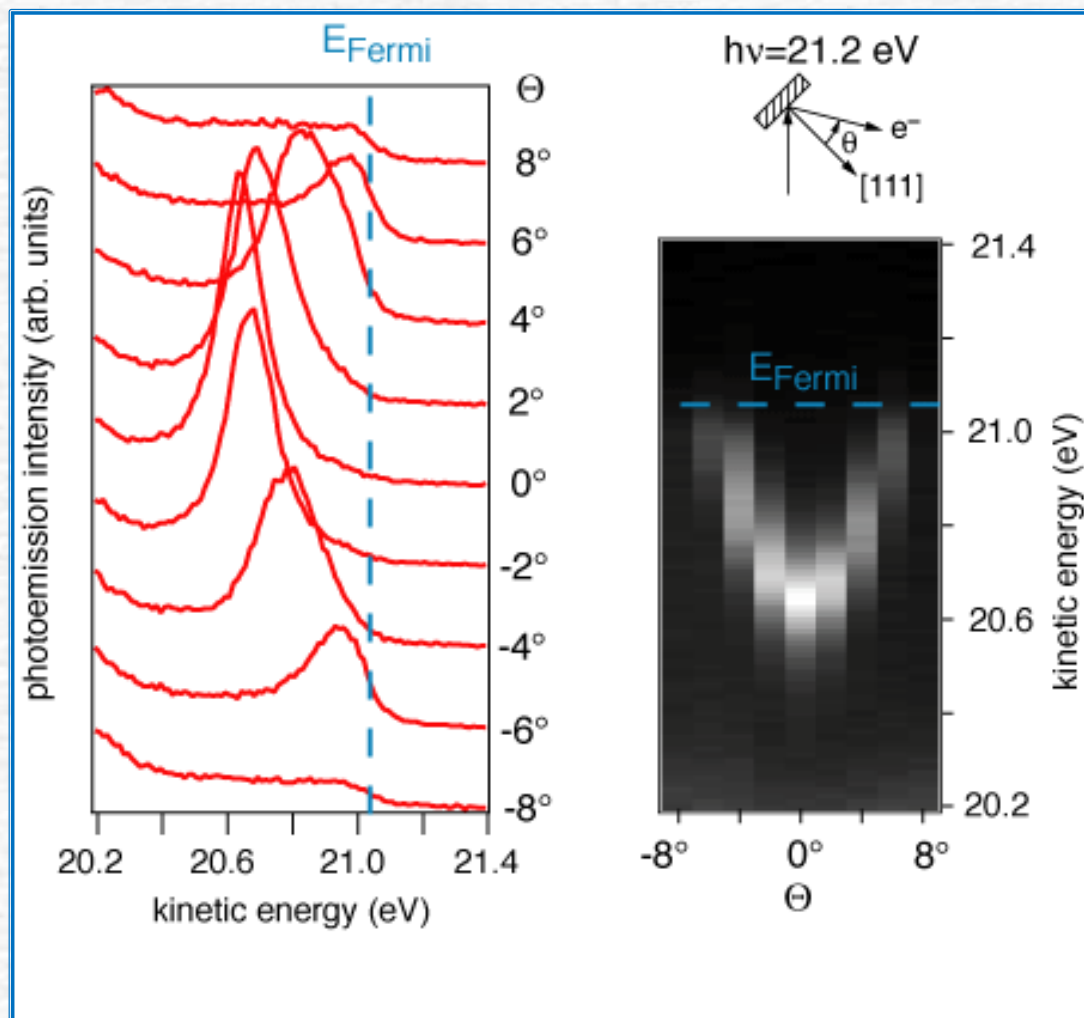 E_Fermi
Θ
8°
6°
4°
2°
0°
-2°
-4°
-6°
-8°
photoemission intensity (arb. units)
20.2 20.6 21.0 21.4
kinetic energy (eV)
hν=21.2 eV
e⁻
θ
[111]
21.4
E_Fermi
21.0
20.6
20.2
kinetic energy (eV)
-8° 0° 8°
Θ